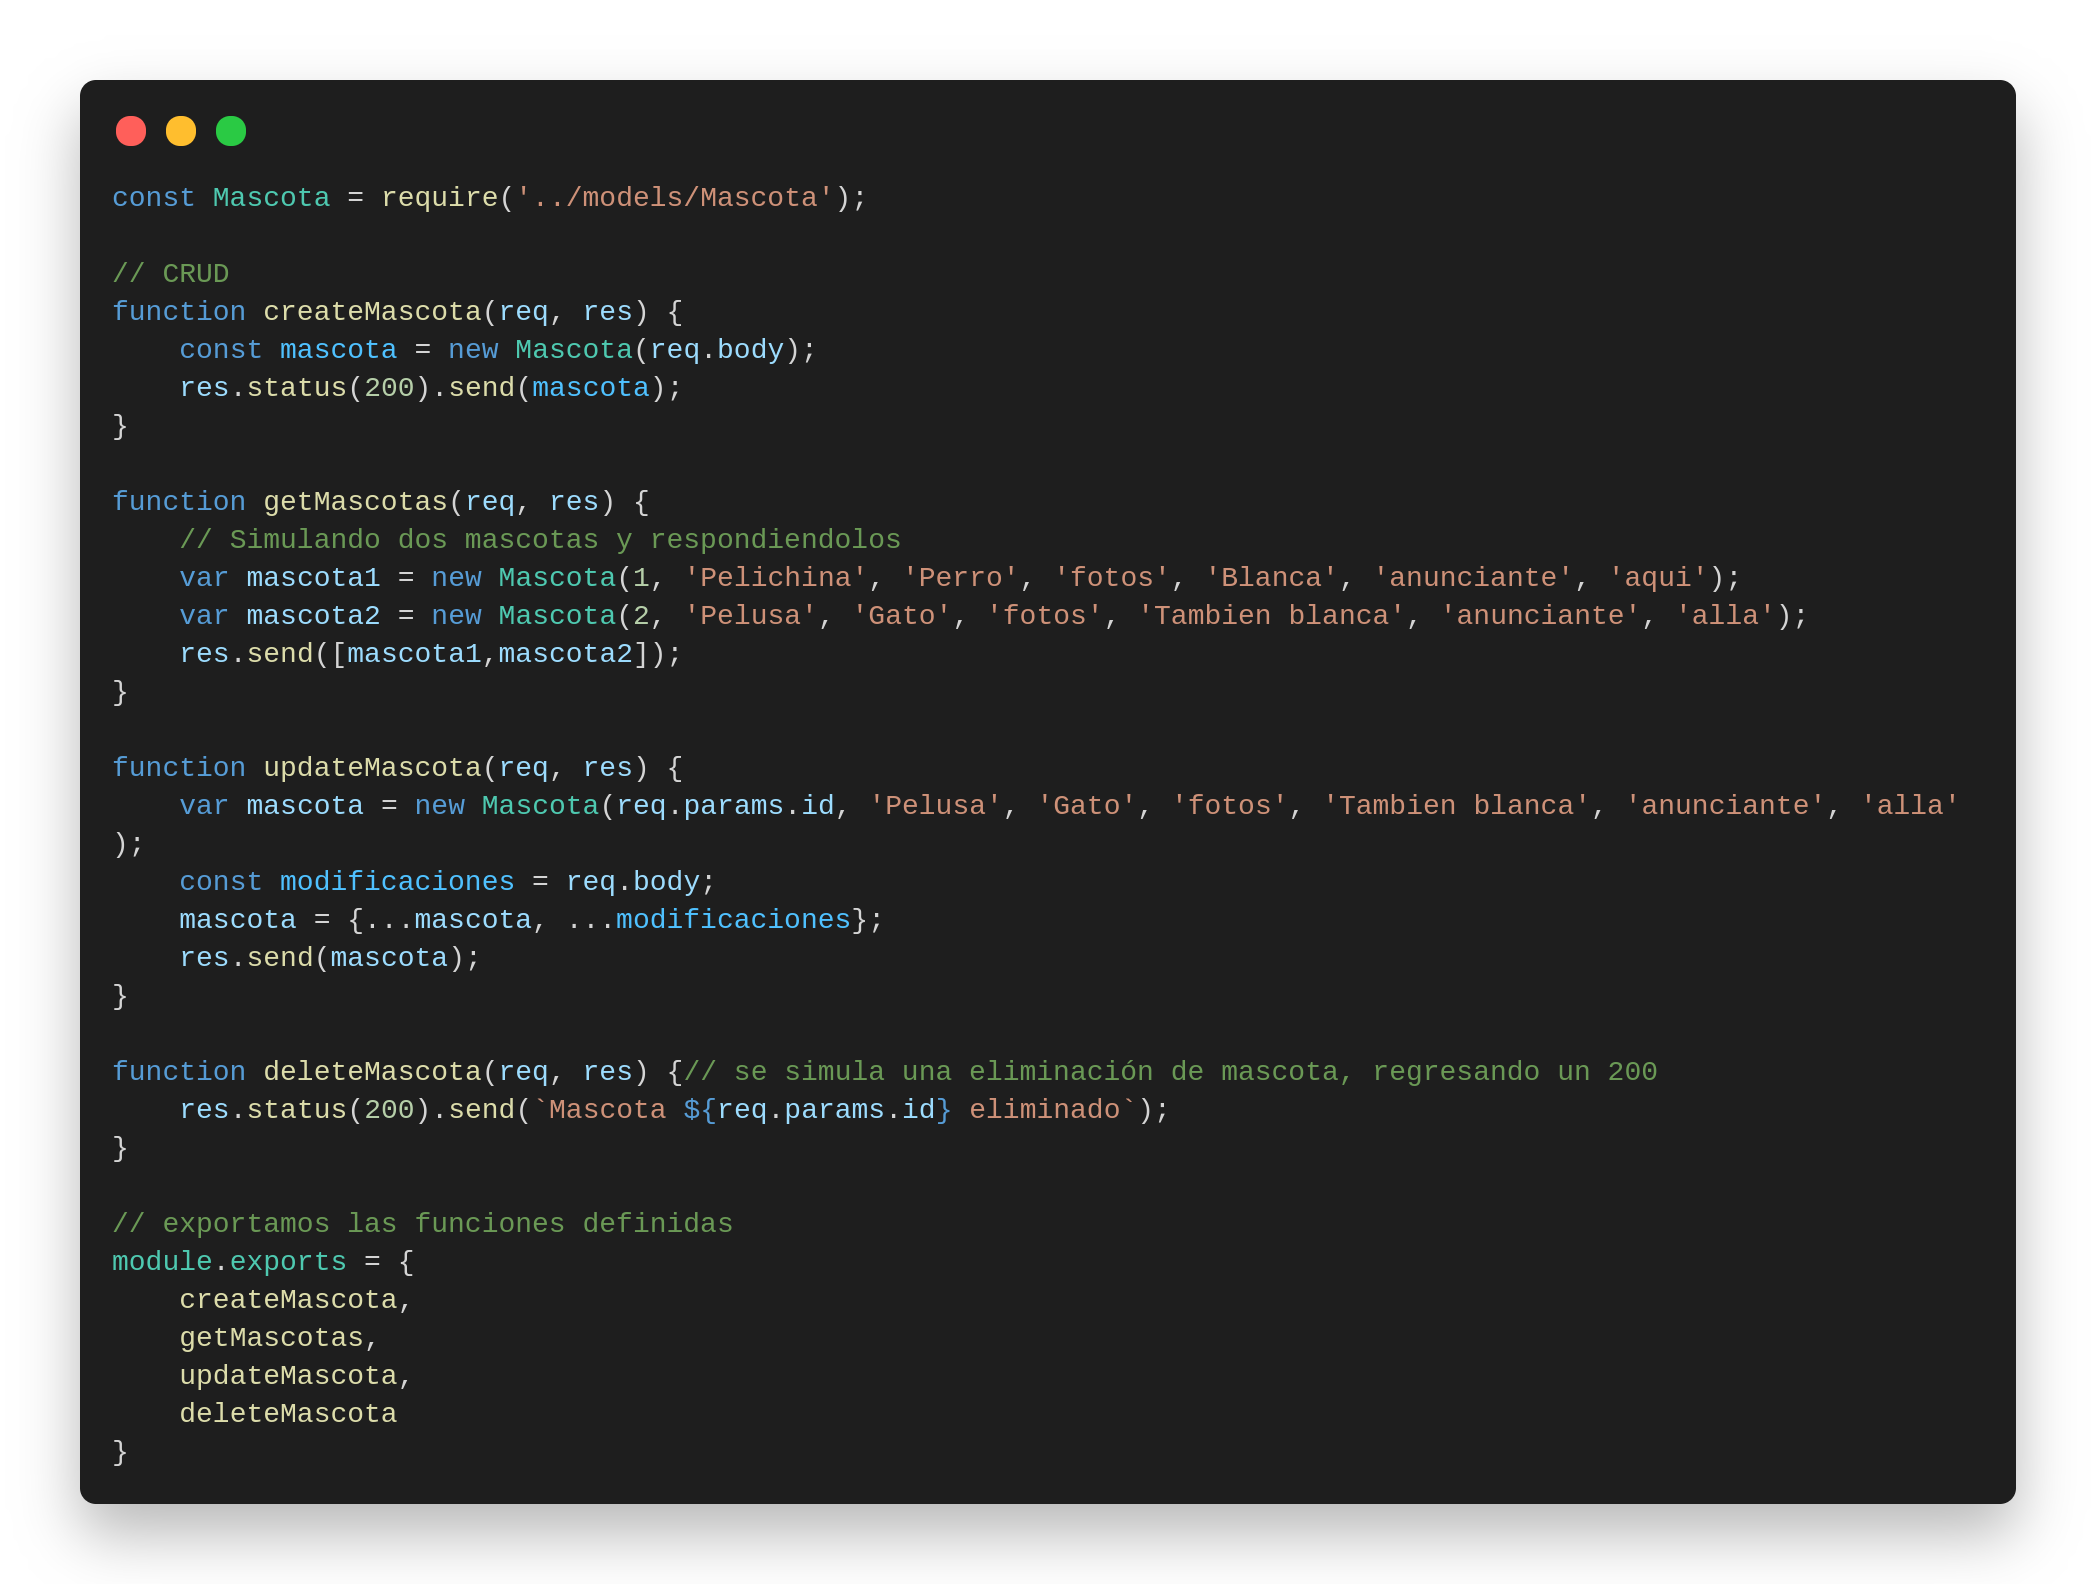 const Mascota = require('../models/Mascota');

// CRUD
function createMascota(req, res) {
    const mascota = new Mascota(req.body);
    res.status(200).send(mascota);
}

function getMascotas(req, res) {
    // Simulando dos mascotas y respondiendolos
    var mascota1 = new Mascota(1, 'Pelichina', 'Perro', 'fotos', 'Blanca', 'anunciante', 'aqui');
    var mascota2 = new Mascota(2, 'Pelusa', 'Gato', 'fotos', 'Tambien blanca', 'anunciante', 'alla');
    res.send([mascota1,mascota2]);
}

function updateMascota(req, res) {
    var mascota = new Mascota(req.params.id, 'Pelusa', 'Gato', 'fotos', 'Tambien blanca', 'anunciante', 'alla'
);
    const modificaciones = req.body;
    mascota = {...mascota, ...modificaciones};
    res.send(mascota);
}

function deleteMascota(req, res) {// se simula una eliminación de mascota, regresando un 200
    res.status(200).send(`Mascota ${req.params.id} eliminado`);
}

// exportamos las funciones definidas
module.exports = {
    createMascota,
    getMascotas,
    updateMascota,
    deleteMascota
}